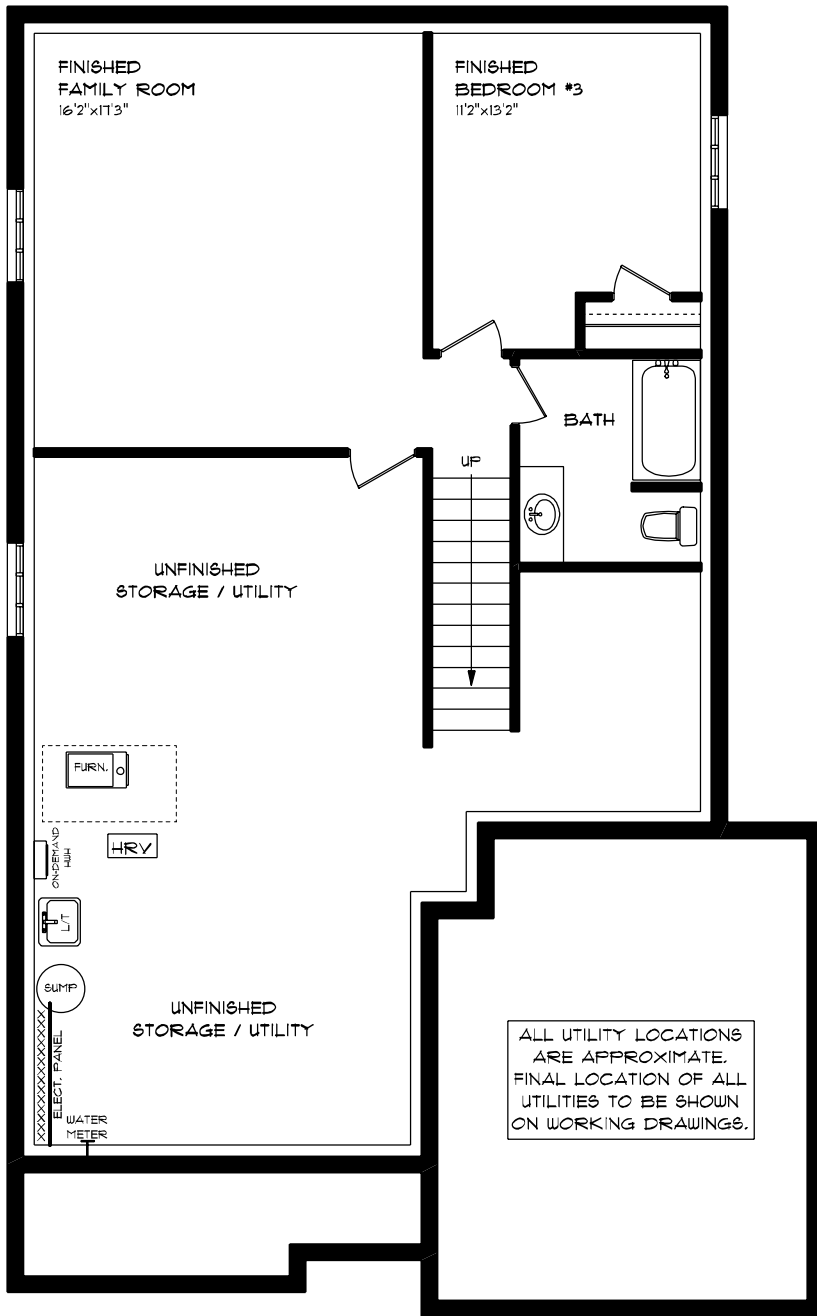 FINISHED
FAMILY ROOM
16'2"x17'3"
FINISHED
BEDROOM #3
11'2"x13'2"
BATH
UP
UNFINISHED
STORAGE / UTILITY
FURN.
HRV
ON-DEMAND
HWH
L/T
SUMP
UNFINISHED
STORAGE / UTILITY
ELECT. PANEL
WATER
METER
ALL UTILITY LOCATIONS
ARE APPROXIMATE.
FINAL LOCATION OF ALL
UTILITIES TO BE SHOWN
ON WORKING DRAWINGS.